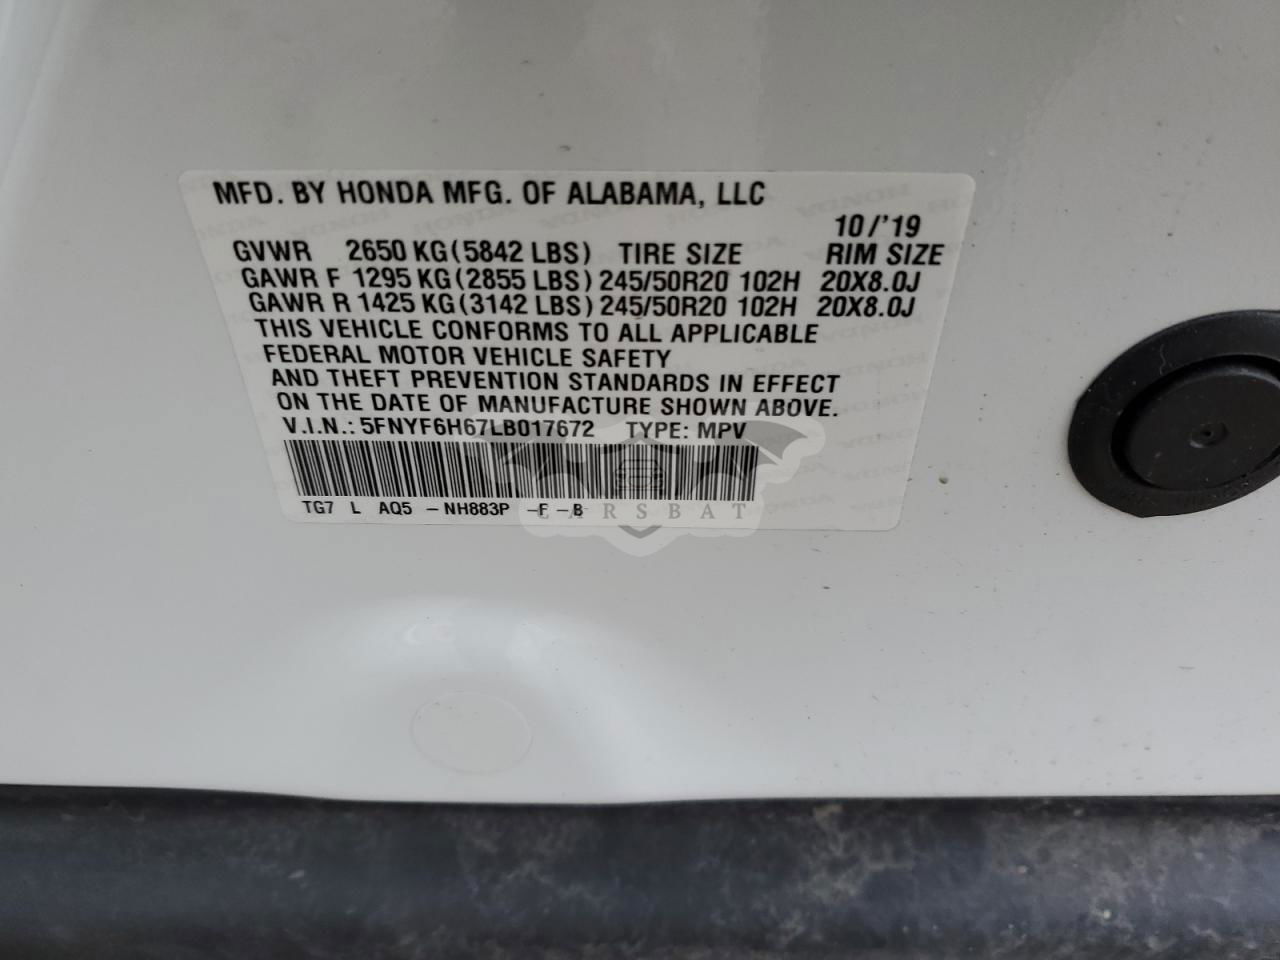 MFD. BY HONDA MFG. OF ALABAMA, LLC
10/'19
GVWR 2650 KG(5842 LBS) TIRE SIZE RIM SIZE
GAWR F 1295 KG(2855 LBS) 245/50R20 102H 20X8.0J
GAWR R 1425 KG(3142 LBS) 245/50R20 102H 20X8.0J
THIS VEHICLE CONFORMS TO ALL APPLICABLE
FEDERAL MOTOR VEHICLE SAFETY
AND THEFT PREVENTION STANDARDS IN EFFECT
ON THE DATE OF MANUFACTURE SHOWN ABOVE.
V.I.N.: 5FNYF6H67LB017672 TYPE: MPV
TG7 L AQ5 -NH883P -F -B
CARSBAT